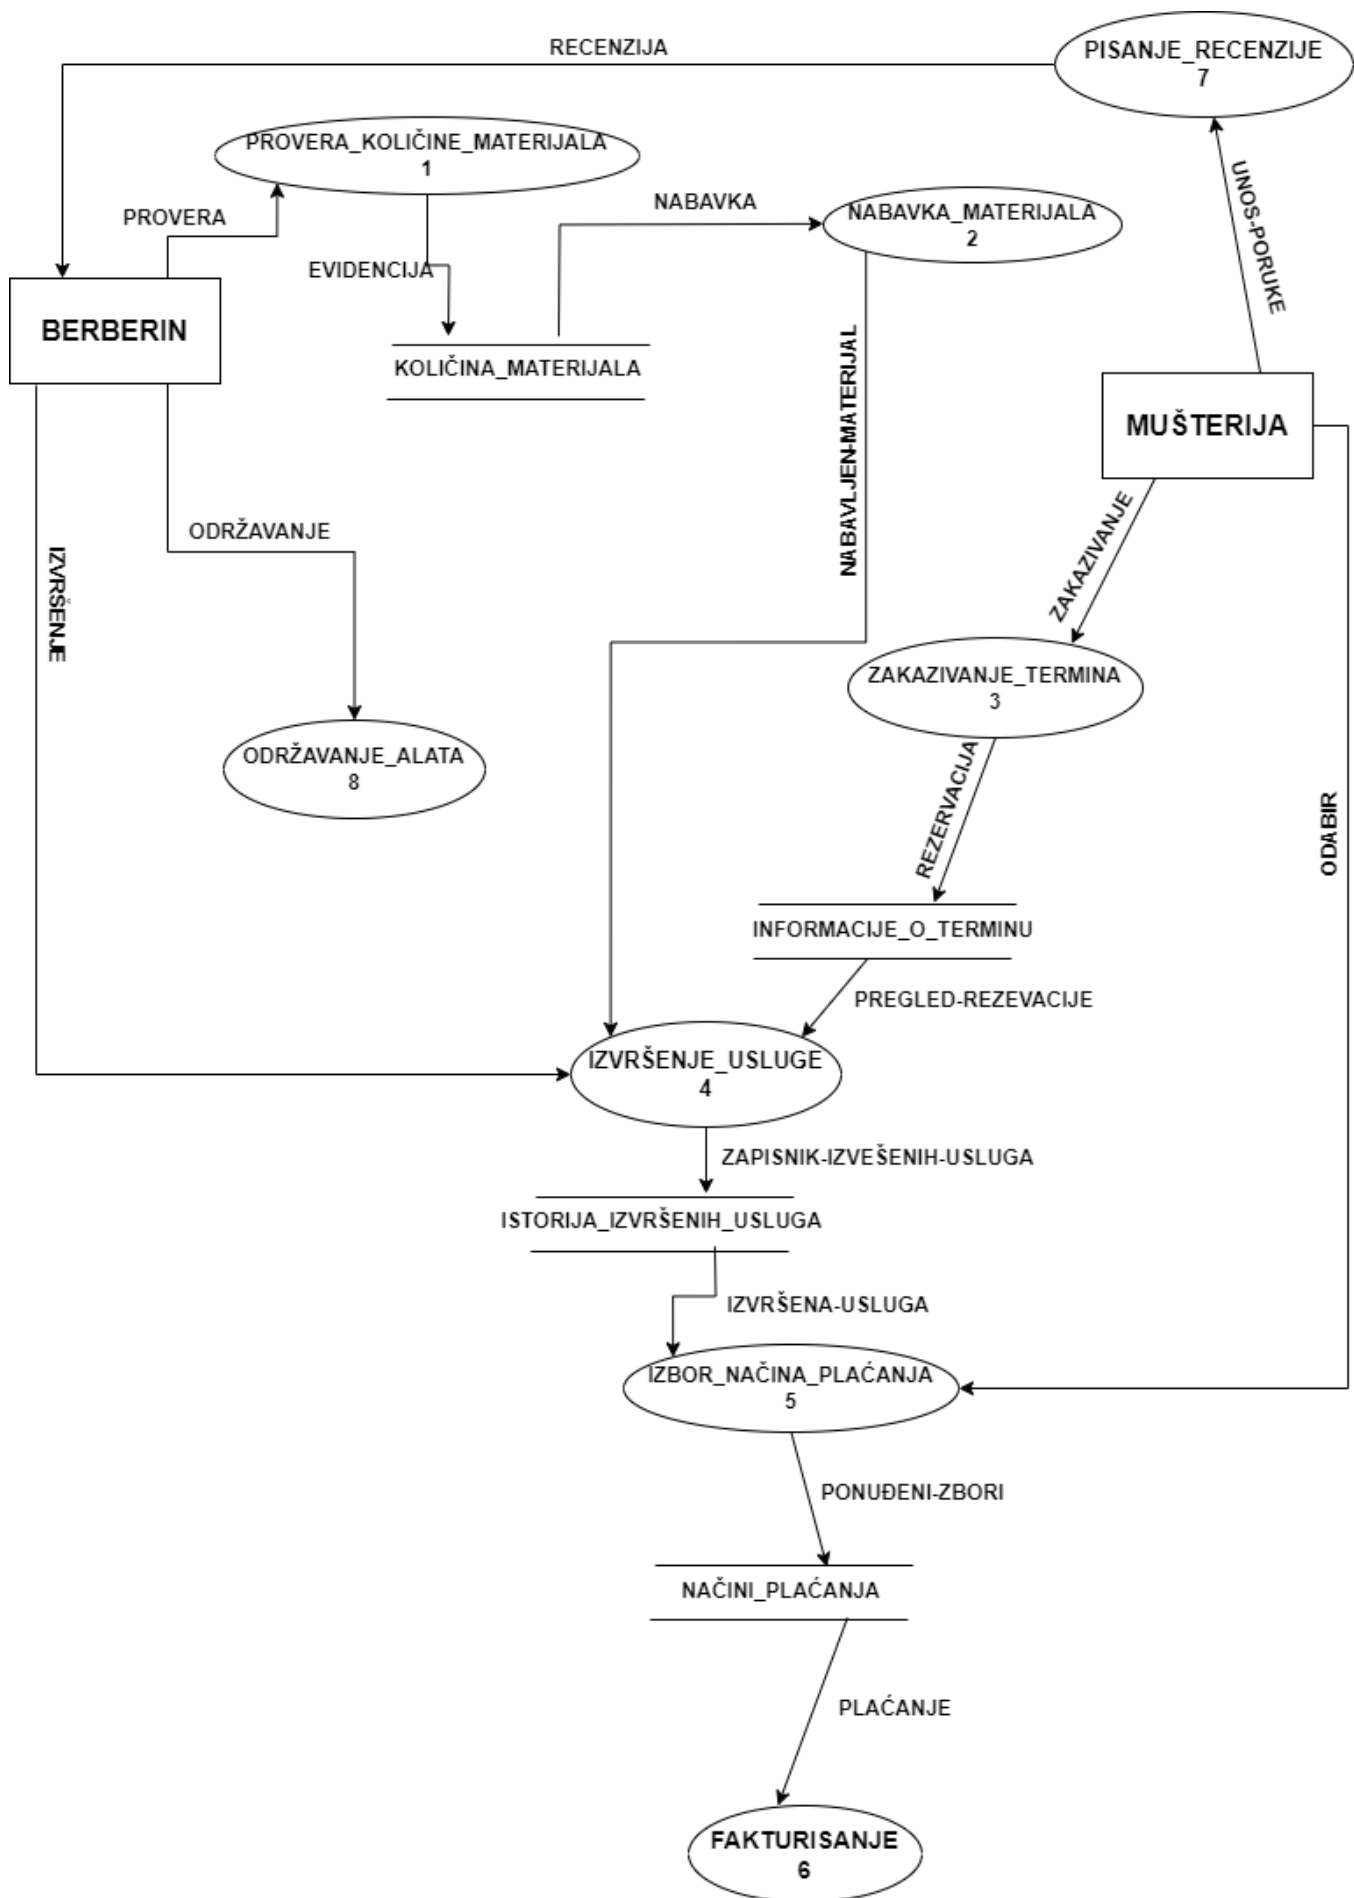 RECENZIJA
PISANJE_RECENZIJE
7
PROVERA_KOLIČINE_MATERIJALA
1
PROVERA
NABAVKA
NABAVKA_MATERIJALA
2
UNOS-PORUKE
EVIDENCIJA
BERBERIN
KOLIČINA_MATERIJALA
MUŠTERIJA
NABAVLJEN-MATERIJAL
ODRŽAVANJE
ZAKAZIVANJE
IZVRŠENJE
ZAKAZIVANJE_TERMINA
3
ODRŽAVANJE_ALATA
8
REZERVACIJA
ODABIR
INFORMACIJE_O_TERMINU
PREGLED-REZEVACIJE
IZVRŠENJE_USLUGE
4
ZAPISNIK-IZVEŠENIH-USLUGA
ISTORIJA_IZVRŠENIH_USLUGA
IZVRŠENA-USLUGA
IZBOR_NAČINA_PLAĆANJA
5
PONUĐENI-ZBORI
NAČINI_PLAĆANJA
PLAĆANJE
FAKTURISANJE
6